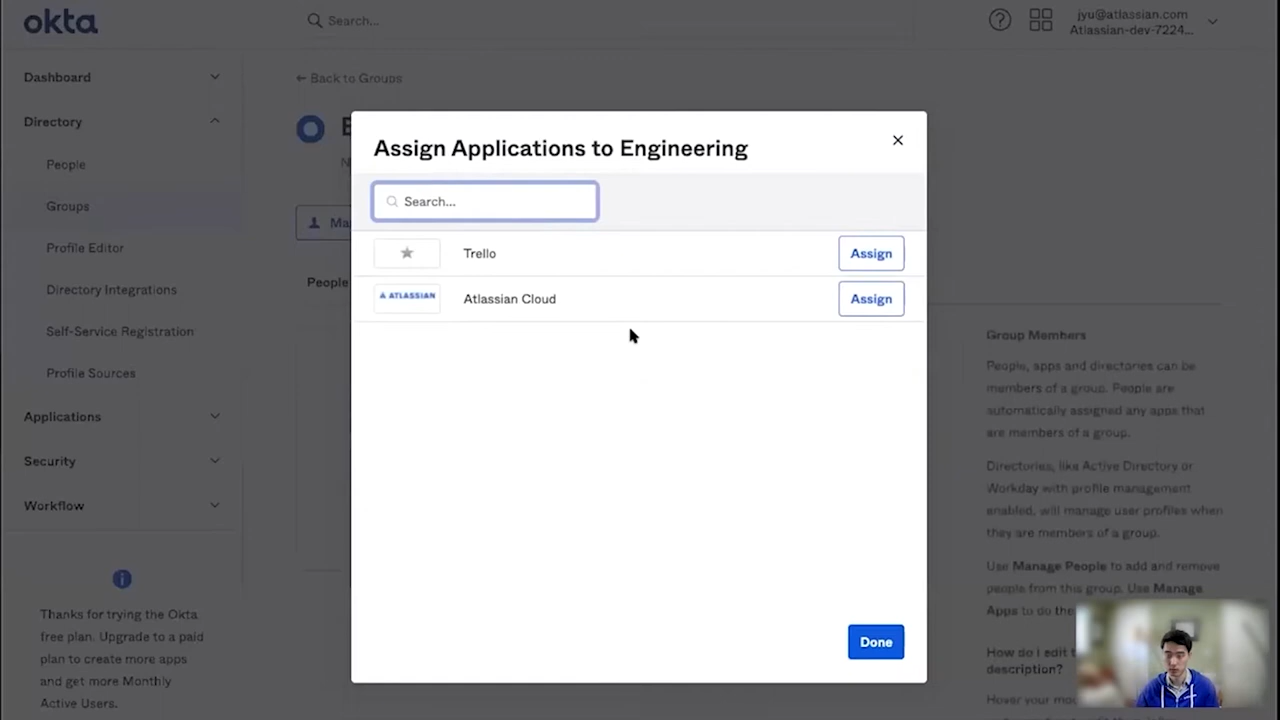 okta
Search...
jyu@atlassian.com
Atlassian-dev-7224...
Dashboard
Directory
People
Groups
Profile Editor
Directory Integrations
Self-Service Registration
Profile Sources
Applications
Security
Workflow
Thanks for trying the Okta
free plan. Upgrade to a paid
plan to create more apps
and get more Monthly
Active Users.
← Back to Groups
E
N
Ma
People
Assign Applications to Engineering
Search...
Trello
Assign
ATLASSIAN
Atlassian Cloud
Assign
Done
Group Members
People, apps and directories can be
members of a group. People are
automatically assigned any apps that
are members of a group.
Directories, like Active Directory or
Workday with profile management
enabled, will manage user profiles when
they are members of a group.
Use Manage People to add and remove
people from this group. Use Manage
Apps to do the
How do I edit
description?
Hover your